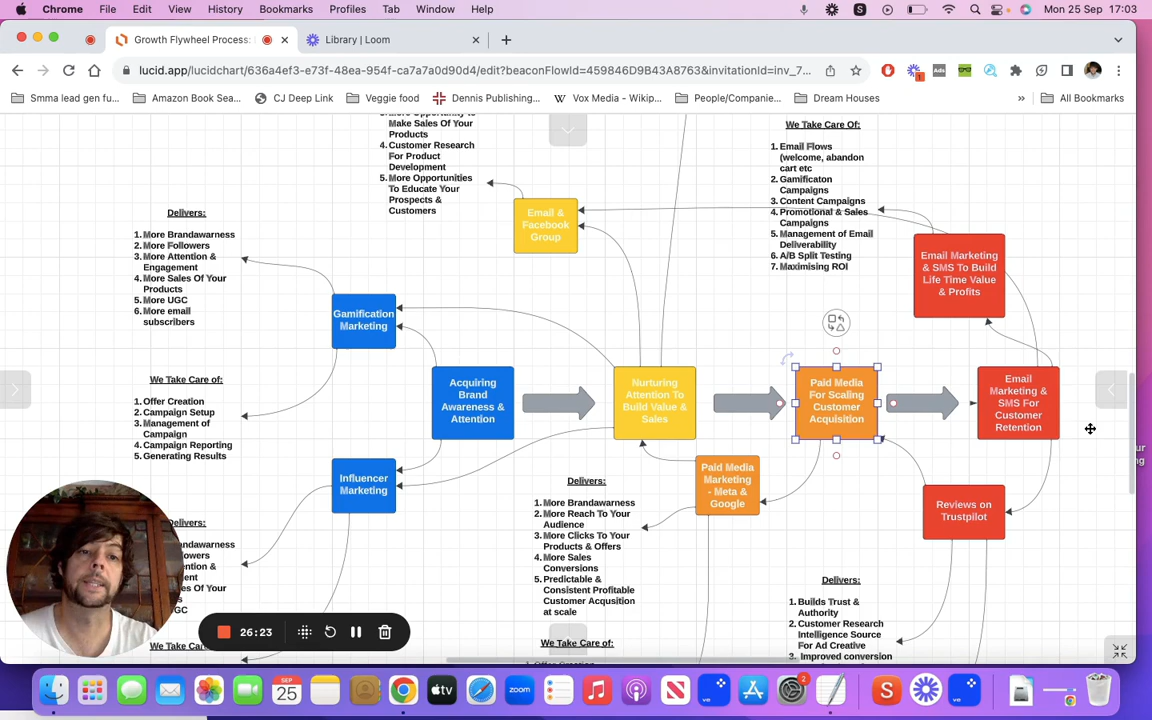 Chrome File Edit View History Bookmarks Profiles Tab Window Help Mon 25 Sep 17:03
Growth Flywheel Process: Library | Loom
lucid.app/lucidchart/636a4ef3-e73f-48ea-954f-ca7a7a0d90d4/edit?beaconFlowId=459846D9B43A8763&invitationId=inv_7...
Smma lead gen fu... Amazon Book Sea... CJ Deep Link Veggie food Dennis Publishing... Vox Media - Wikip... People/Companie... Dream Houses » All Bookmarks
Make Sales Of Your
Products
4. Customer Research
For Product
Development
5. More Opportunities
To Educate Your
Prospects &
Customers
We Take Care Of:
1. Email Flows
(welcome, abandon
cart etc
2. Gamificaton
Campaigns
3. Content Campaigns
4. Promotional & Sales
Campaigns
5. Management of Email
Deliverability
6. A/B Split Testing
7. Maximising ROI
Delivers:
1. More Brandawarness
2. More Followers
3. More Attention &
Engagement
4. More Sales Of Your
Products
5. More UGC
6. More email
subscribers
Email &
Facebook
Group
Email Marketing
& SMS To Build
Life Time Value
& Profits
Gamification
Marketing
We Take Care of:
1. Offer Creation
2. Campaign Setup
3. Management of
Campaign
4. Campaign Reporting
5. Generating Results
Acquiring
Brand
Awareness &
Attention
Nurturing
Attention To
Build Value &
Sales
Paid Media
For Scaling
Customer
Acquisition
Email
Marketing &
SMS For
Customer
Retention
Influencer
Marketing
Paid Media
Marketing
- Meta &
Google
Reviews on
Trustpilot
Delivers:
1. More Brandawarness
2. More Reach To Your
Audience
3. More Clicks To Your
Products & Offers
4. More Sales
Conversions
5. Predictable &
Consistent Profitable
Customer Acqusition
at scale
We Take Care of:
Delivers:
1. Builds Trust &
Authority
2. Customer Research
Intelligence Source
For Ad Creative
3. Improved conversion
Delivers:
UGC
We Take
26:23
SEP
25
zoom
tv
2